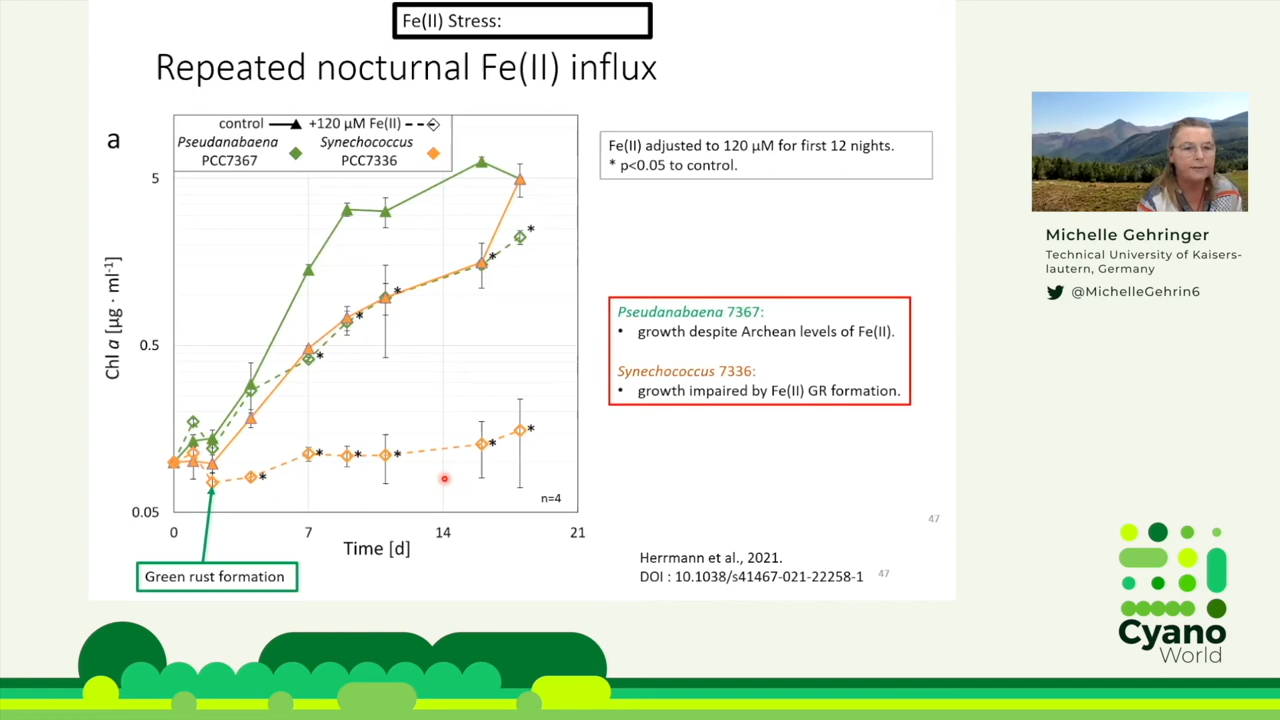 Fe(II) Stress:
Repeated nocturnal Fe(II) influx
a
control +120 µM Fe(II)
Pseudanabaena Synechococcus
PCC7367 PCC7336
Fe(II) adjusted to 120 µM for first 12 nights.
* p<0.05 to control.
5
0.5
0.05
Chl a [µg · ml-1]
* * * * * *
* * * * * *
n=4
0 7 14 21
Time [d]
Green rust formation
Pseudanabaena 7367:
• growth despite Archean levels of Fe(II).
Synechococcus 7336:
• growth impaired by Fe(II) GR formation.
47
Herrmann et al., 2021.
DOI : 10.1038/s41467-021-22258-1 47
Michelle Gehringer
Technical University of Kaisers-
lautern, Germany
@MichelleGehrin6
Cyano
World